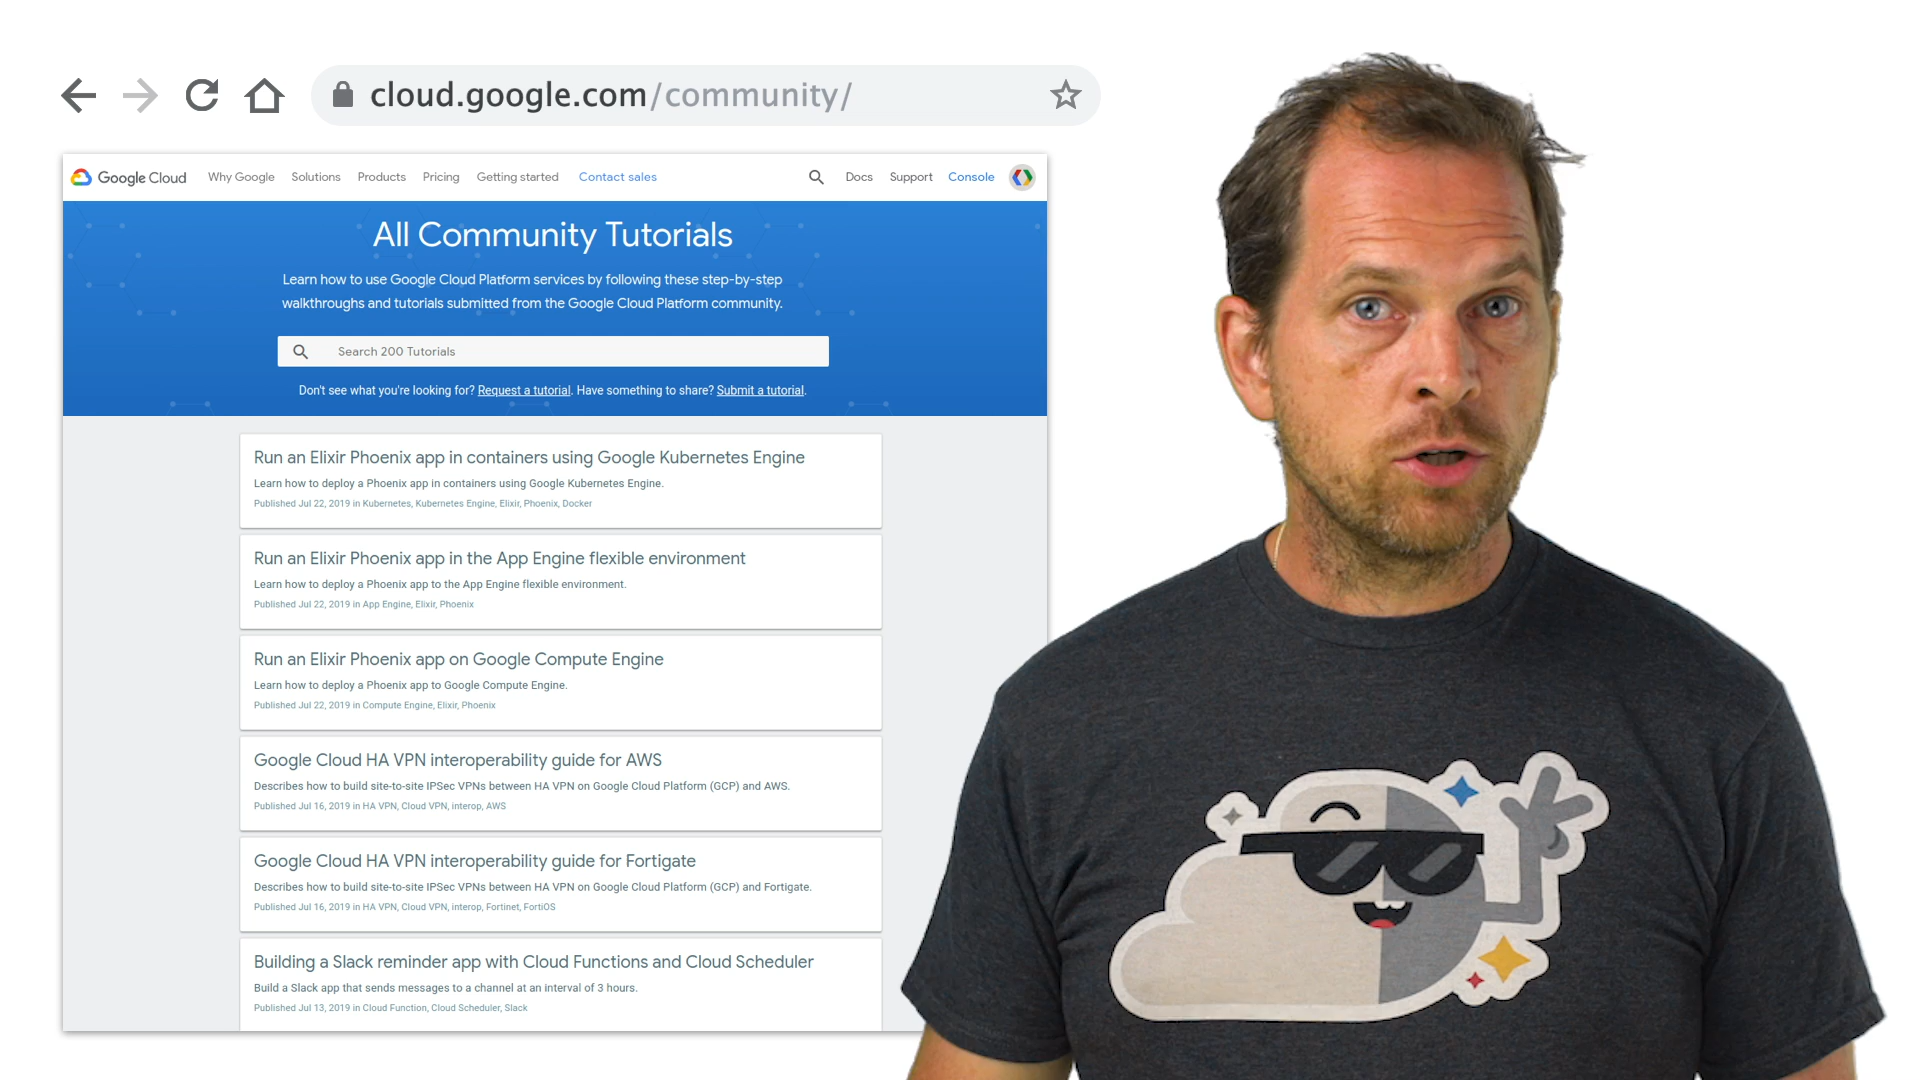 cloud.google.com/community/
Google Cloud Why Google Solutions Products Pricing Getting started Contact sales Docs Support Console
All Community Tutorials
Learn how to use Google Cloud Platform services by following these step-by-step
walkthroughs and tutorials submitted from the Google Cloud Platform community.
Search 200 Tutorials
Don't see what you're looking for? Request a tutorial. Have something to share? Submit a tutorial.
Run an Elixir Phoenix app in containers using Google Kubernetes Engine
Learn how to deploy a Phoenix app in containers using Google Kubernetes Engine.
Published Jul 22, 2019 in Kubernetes, Kubernetes Engine, Elixir, Phoenix, Docker
Run an Elixir Phoenix app in the App Engine flexible environment
Learn how to deploy a Phoenix app to the App Engine flexible environment.
Published Jul 22, 2019 in App Engine, Elixir, Phoenix
Run an Elixir Phoenix app on Google Compute Engine
Learn how to deploy a Phoenix app to Google Compute Engine.
Published Jul 22, 2019 in Compute Engine, Elixir, Phoenix
Google Cloud HA VPN interoperability guide for AWS
Describes how to build site-to-site IPSec VPNs between HA VPN on Google Cloud Platform (GCP) and AWS.
Published Jul 16, 2019 in HA VPN, Cloud VPN, interop, AWS
Google Cloud HA VPN interoperability guide for Fortigate
Describes how to build site-to-site IPSec VPNs between HA VPN on Google Cloud Platform (GCP) and Fortigate.
Published Jul 16, 2019 in HA VPN, Cloud VPN, interop, Fortinet, FortiOS
Building a Slack reminder app with Cloud Functions and Cloud Scheduler
Build a Slack app that sends messages to a channel at an interval of 3 hours.
Published Jul 13, 2019 in Cloud Function, Cloud Scheduler, Slack